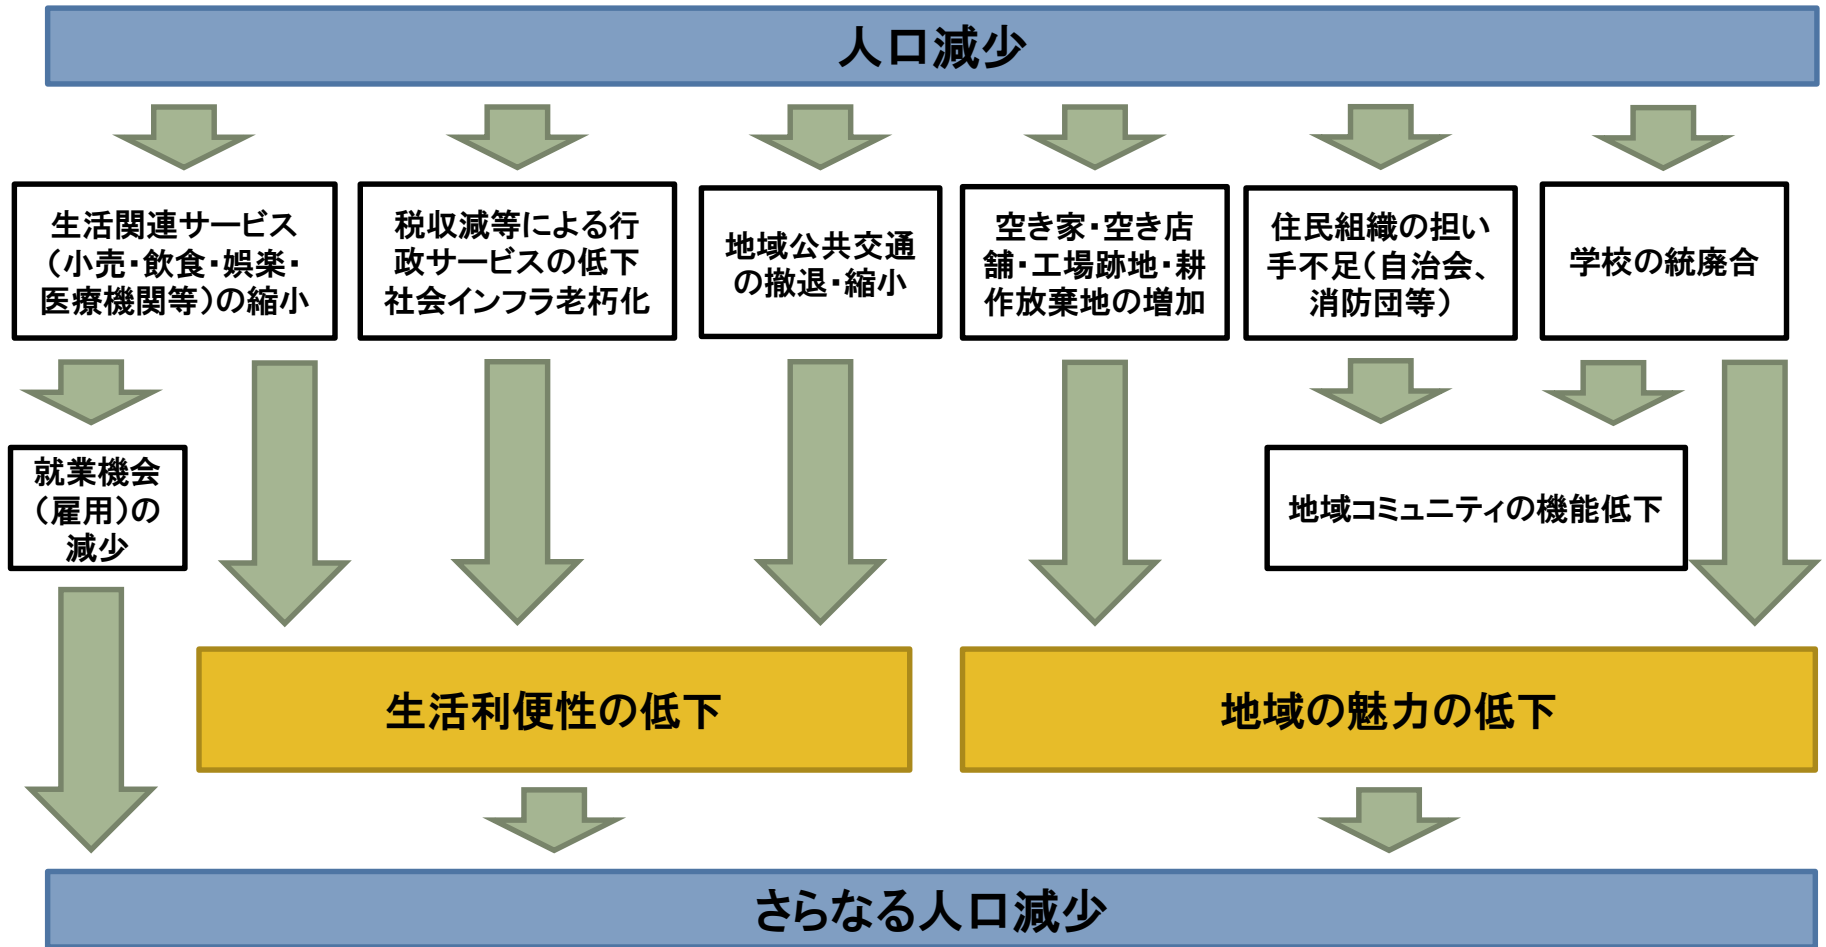 人口減少
生活関連サービス
（小売・飲食・娯楽・
医療機関等）の縮小
税収減等による行
政サービスの低下
社会インフラ老朽化
地域公共交通
の撤退・縮小
空き家・空き店
舗・工場跡地・耕
作放棄地の増加
住民組織の担い
手不足（自治会、
消防団等）
学校の統廃合
就業機会
（雇用）の
減少
地域コミュニティの機能低下
生活利便性の低下
地域の魅力の低下
さらなる人口減少